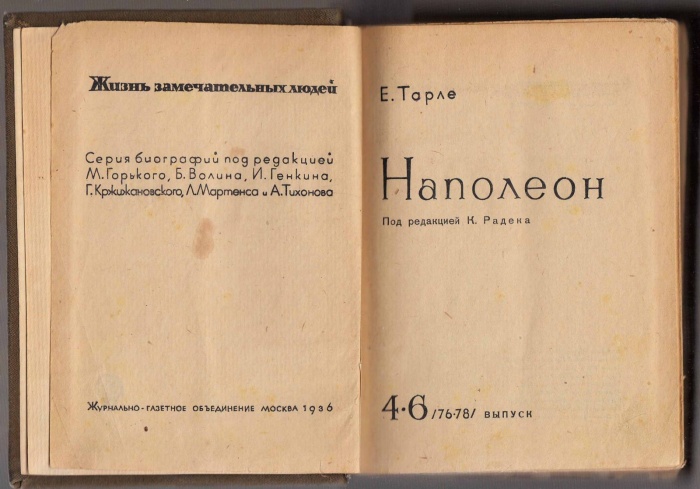 Жизнь замечательных людей
Серия биографий под редакцией
М. Горького, Б. Волина, И. Генкина,
Г. Кржижановского, Л. Мартенса и А. Тихонова
Журнально-газетное объединение Москва 1936
Е. Тарле
Наполеон
Под редакцией К. Радека
4-6 /76-78/ выпуск